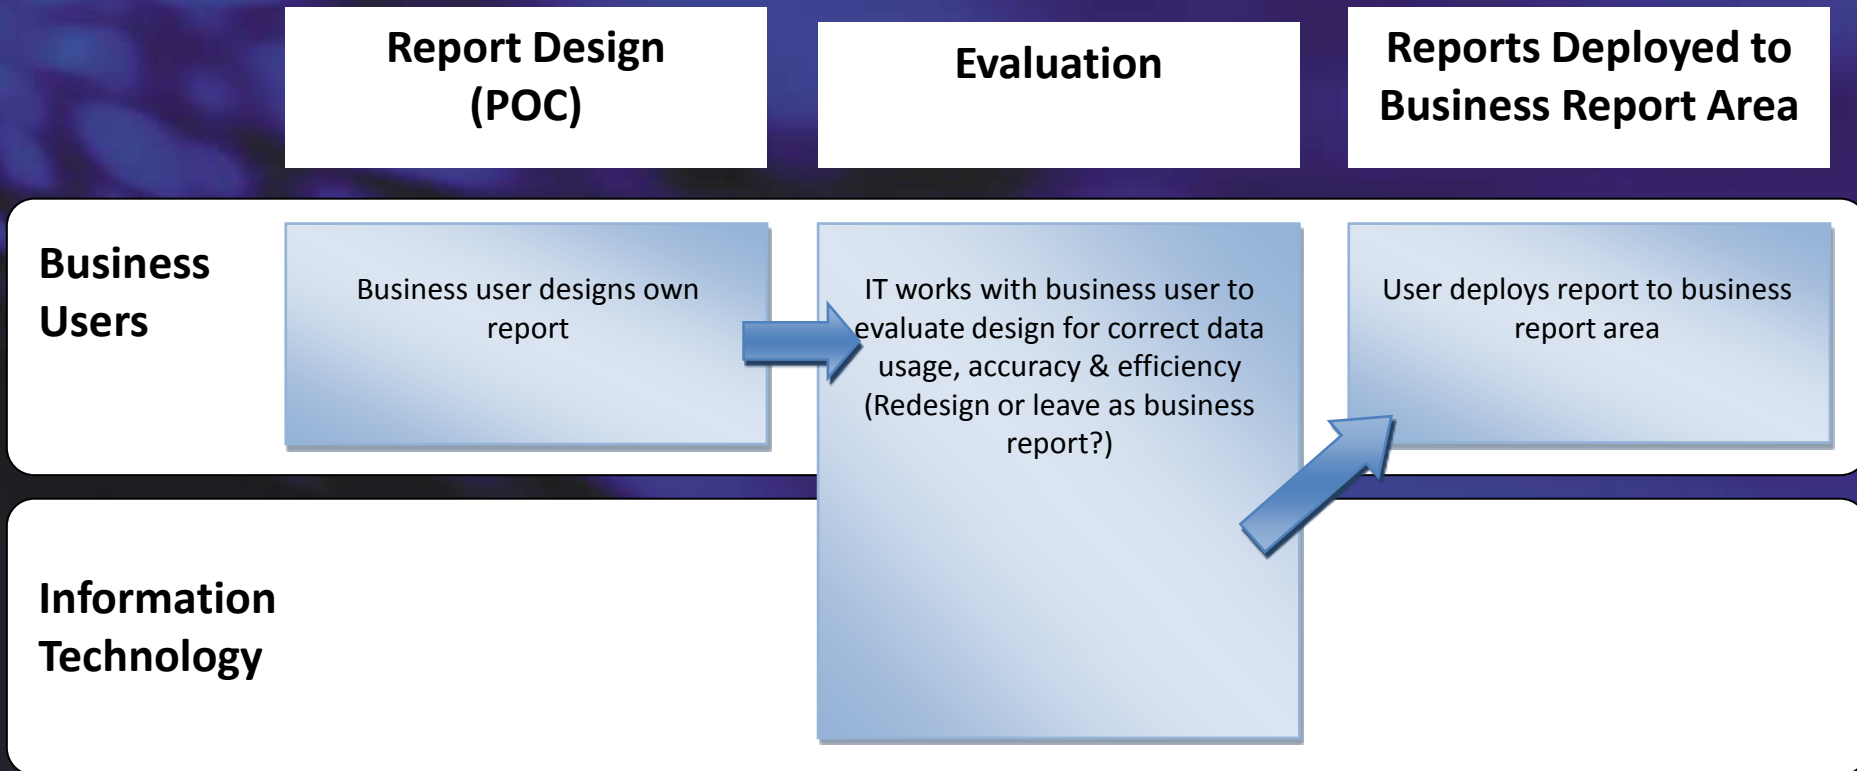 Report Design
(POC)
Evaluation
Reports Deployed to
Business Report Area
Business
Users
Business user designs own
report
IT works with business user to
evaluate design for correct data
usage, accuracy & efficiency
(Redesign or leave as business
report?)
User deploys report to business
report area
Information
Technology